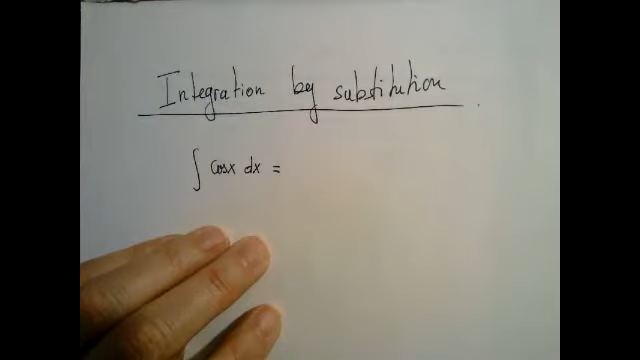 Integration by substitution
∫ cosx dx =